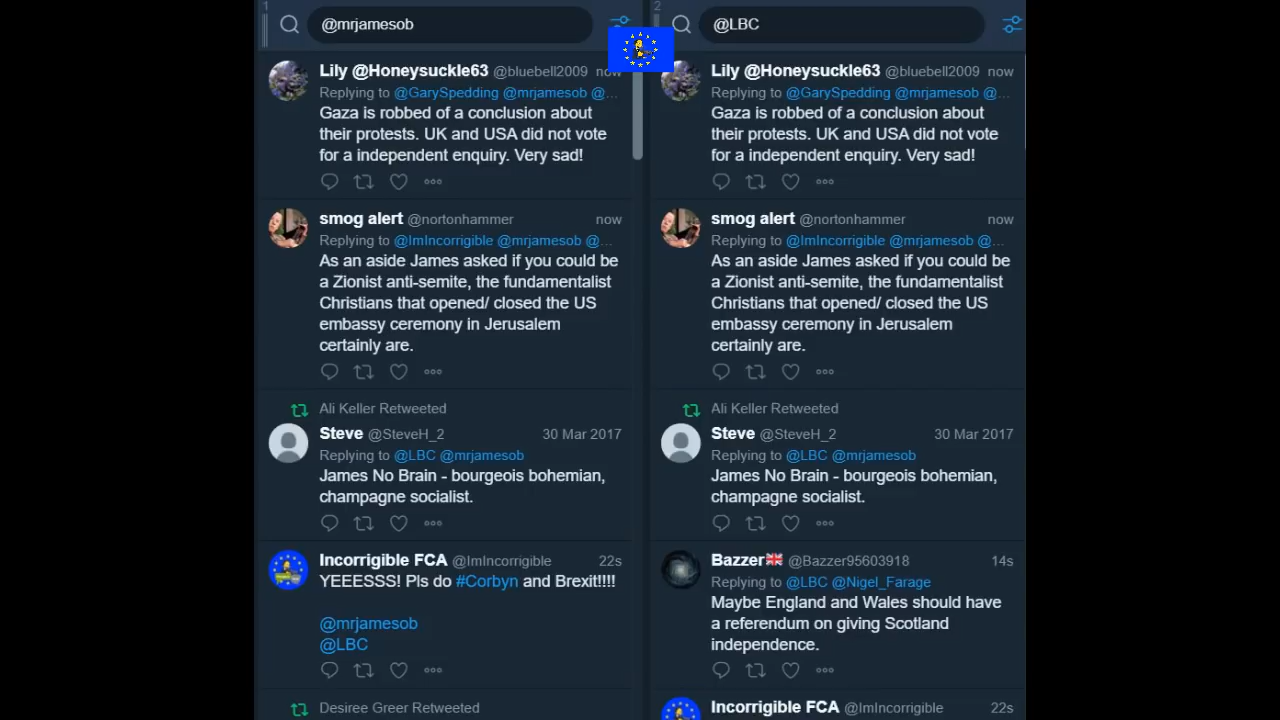 1
@mrjamesob
Lily @Honeysuckle63 @bluebell2009 now
Replying to @GarySpedding @mrjamesob @...
Gaza is robbed of a conclusion about
their protests. UK and USA did not vote
for a independent enquiry. Very sad!
smog alert @nortonhammer now
Replying to @ImIncorrigible @mrjamesob @...
As an aside James asked if you could be
a Zionist anti-semite, the fundamentalist
Christians that opened/ closed the US
embassy ceremony in Jerusalem
certainly are.
Ali Keller Retweeted
Steve @SteveH_2 30 Mar 2017
Replying to @LBC @mrjamesob
James No Brain - bourgeois bohemian,
champagne socialist.
Incorrigible FCA @ImIncorrigible 22s
YEEESSS! Pls do #Corbyn and Brexit!!!!
@mrjamesob
@LBC
Desiree Greer Retweeted
2
@LBC
Lily @Honeysuckle63 @bluebell2009 now
Replying to @GarySpedding @mrjamesob @...
Gaza is robbed of a conclusion about
their protests. UK and USA did not vote
for a independent enquiry. Very sad!
smog alert @nortonhammer now
Replying to @ImIncorrigible @mrjamesob @...
As an aside James asked if you could be
a Zionist anti-semite, the fundamentalist
Christians that opened/ closed the US
embassy ceremony in Jerusalem
certainly are.
Ali Keller Retweeted
Steve @SteveH_2 30 Mar 2017
Replying to @LBC @mrjamesob
James No Brain - bourgeois bohemian,
champagne socialist.
Bazzer🇬🇧 @Bazzer95603918 14s
Replying to @LBC @Nigel_Farage
Maybe England and Wales should have
a referendum on giving Scotland
independence.
Incorrigible FCA @ImIncorrigible 22s